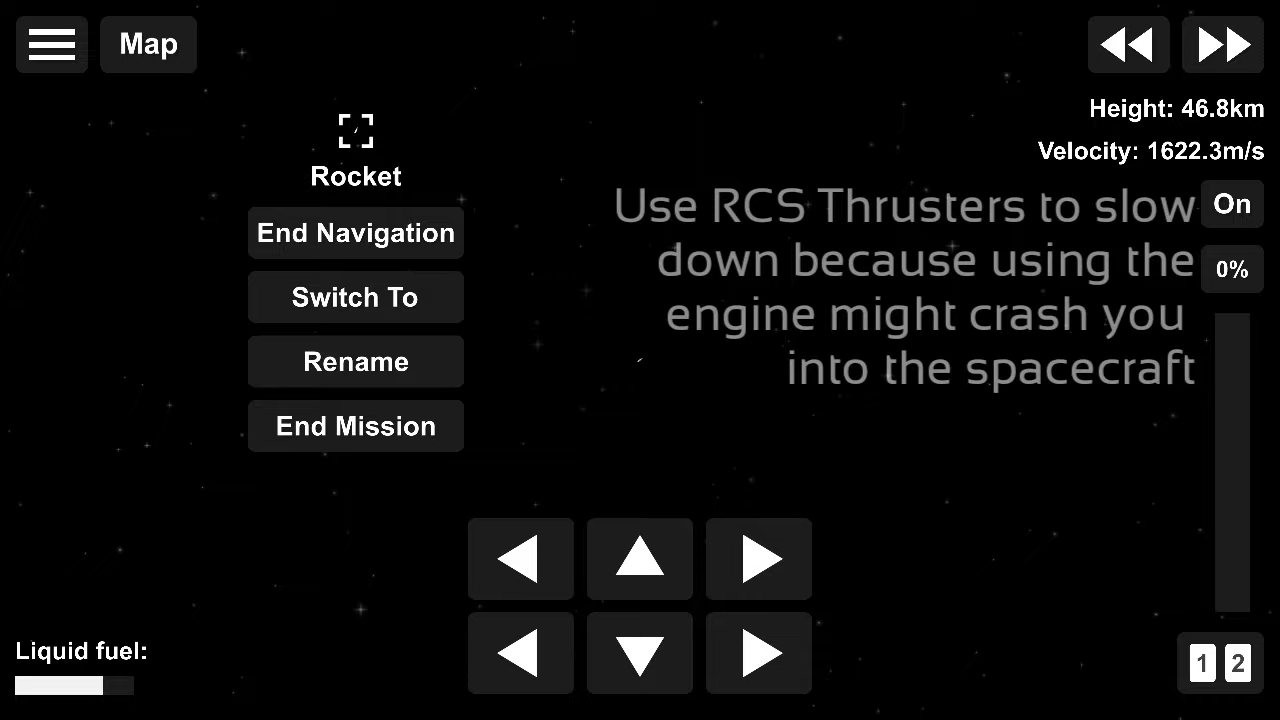 Map
Height: 46.8km
Velocity: 1622.3m/s
Rocket
End Navigation
Switch To
Rename
End Mission
Use RCS Thrusters to slow
down because using the
engine might crash you
into the spacecraft
On
0%
Liquid fuel:
1 2